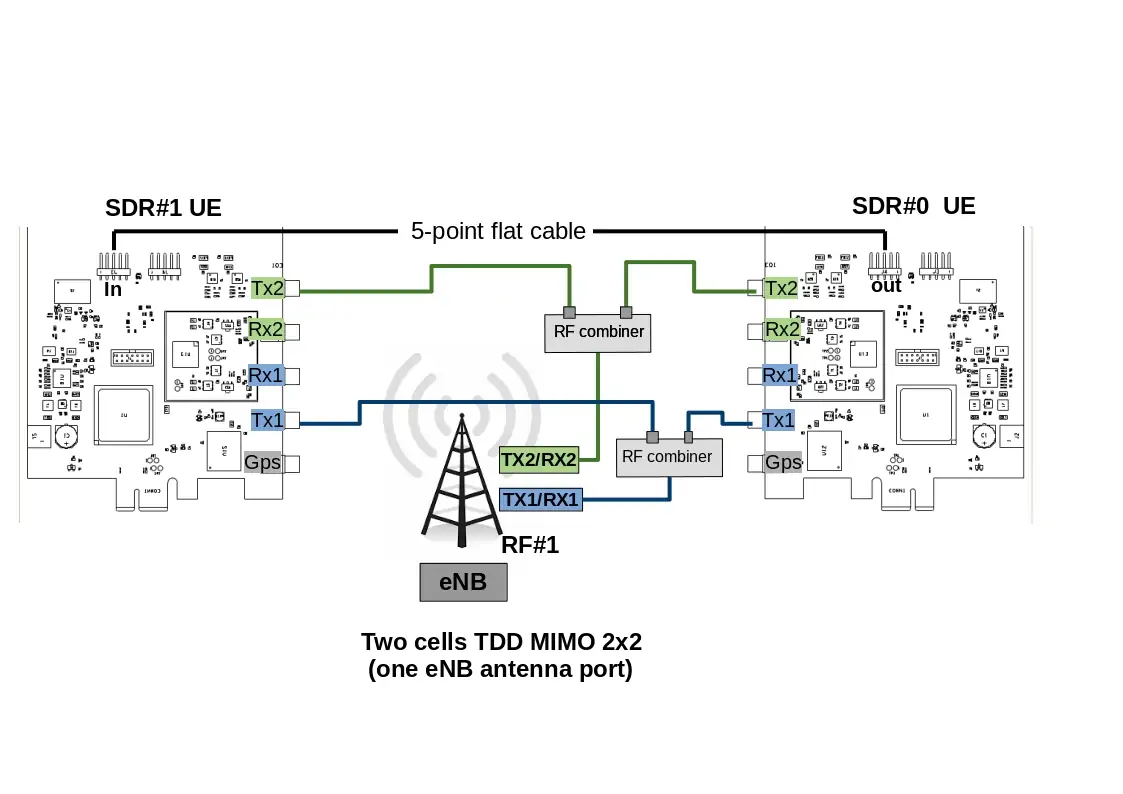 SDR#1 UE
SDR#0  UE
5-point flat cable
In
out
Tx2
Tx2
RF combiner
Rx2
Rx2
Rx1
Rx1
Tx1
Tx1
RF combiner
TX2/RX2
Gps
Gps
TX1/RX1
RF#1
eNB
Two cells TDD MIMO 2x2
(one eNB antenna port)